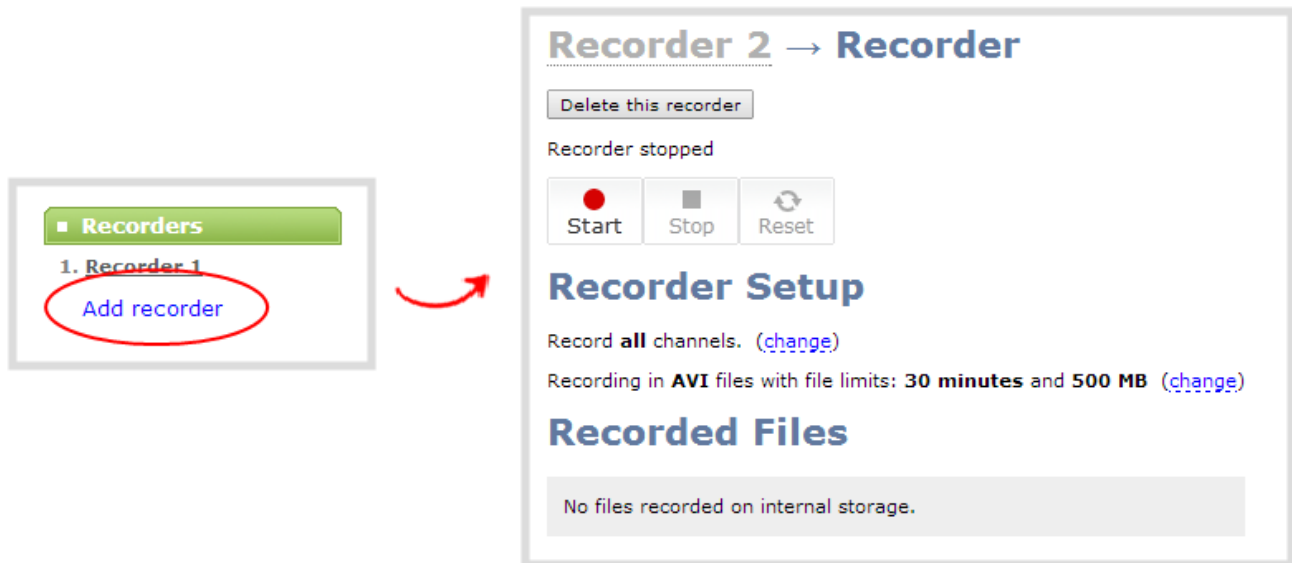 Recorders
1. Recorder 1
Add recorder
Recorder 2 → Recorder
Delete this recorder
Recorder stopped
Start Stop Reset
Recorder Setup
Record all channels. (change)
Recording in AVI files with file limits: 30 minutes and 500 MB (change)
Recorded Files
No files recorded on internal storage.